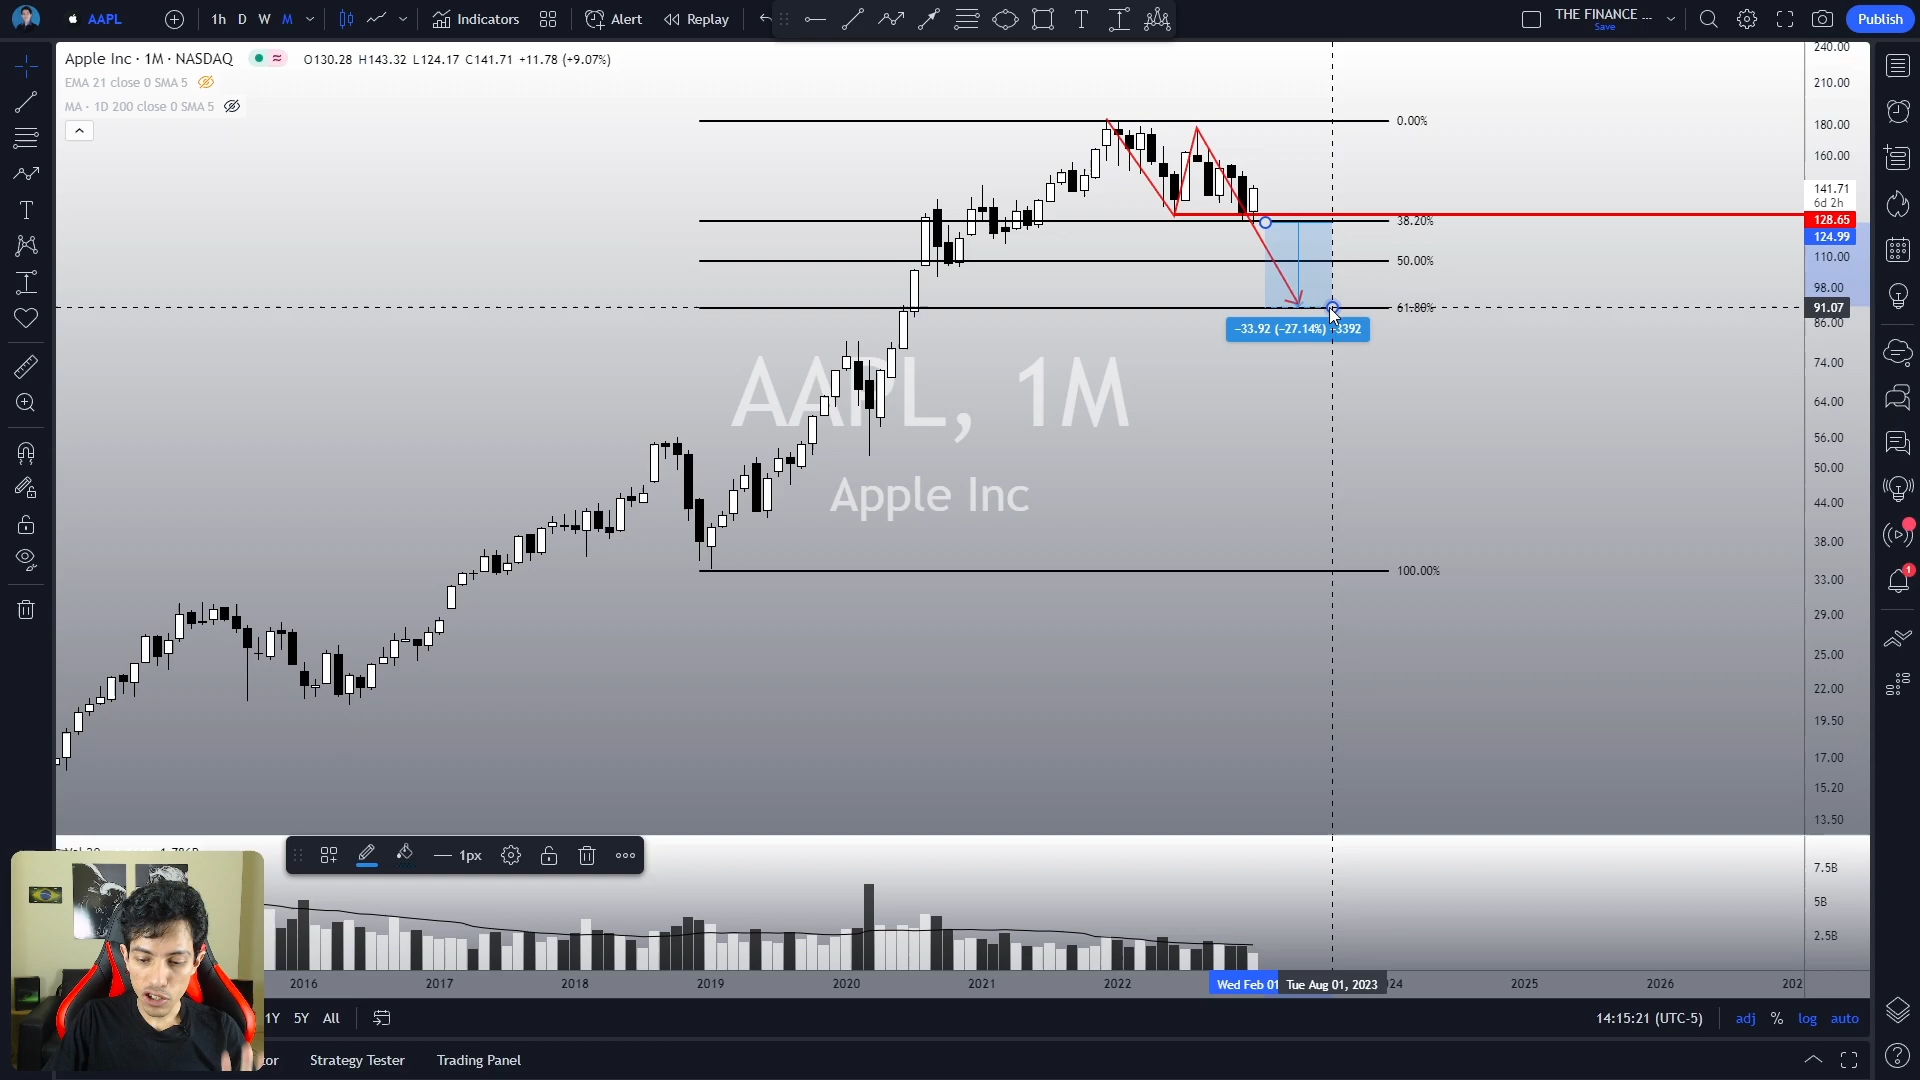 AAPL
1h D W M
Indicators
Alert
Replay
THE FINANCE ...
Save
Publish
Apple Inc · 1M · NASDAQ
O130.28 H143.32 L124.17 C141.71 +11.78 (+9.07%)
EMA 21 close 0 SMA 5
MA · 1D 200 close 0 SMA 5
0.00%
38.20%
50.00%
61.80%
100.00%
−33.92 (−27.14%)
3392
AAPL, 1M
Apple Inc
240.00
210.00
180.00
160.00
141.71
6d 2h
128.65
124.99
110.00
98.00
91.07
86.00
74.00
64.00
56.00
50.00
44.00
38.00
33.00
29.00
25.00
22.00
19.50
17.00
15.20
13.50
1px
7.5B
5B
2.5B
2016 2017 2018 2019 2020 2021 2022
Wed Feb 01
Tue Aug 01, 2023
24
2025 2026 202
1Y 5Y All
14:15:21 (UTC-5)
adj % log auto
tor
Strategy Tester
Trading Panel
1